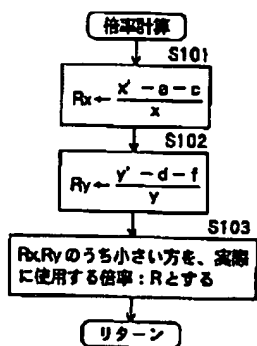 倍率計算
S101
Rx← x' - a - c / x
S102
Ry← y' - d - f / y
S103
Rx,Ryのうち小さい方を、実際
に使用する倍率：Rとする
リターン